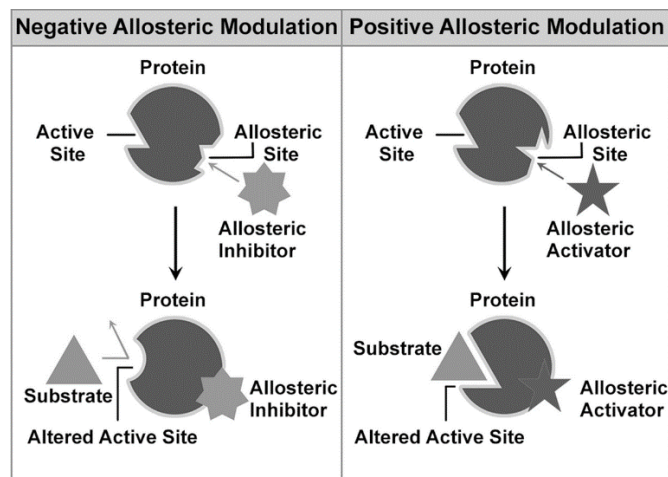 Negative Allosteric Modulation
Protein
Active
Site
Allosteric
Site
Allosteric
Inhibitor
Protein
Substrate
Altered Active Site
Allosteric
Inhibitor
Positive Allosteric Modulation
Protein
Active
Site
Allosteric
Site
Allosteric
Activator
Protein
Substrate
Altered Active Site
Allosteric
Activator